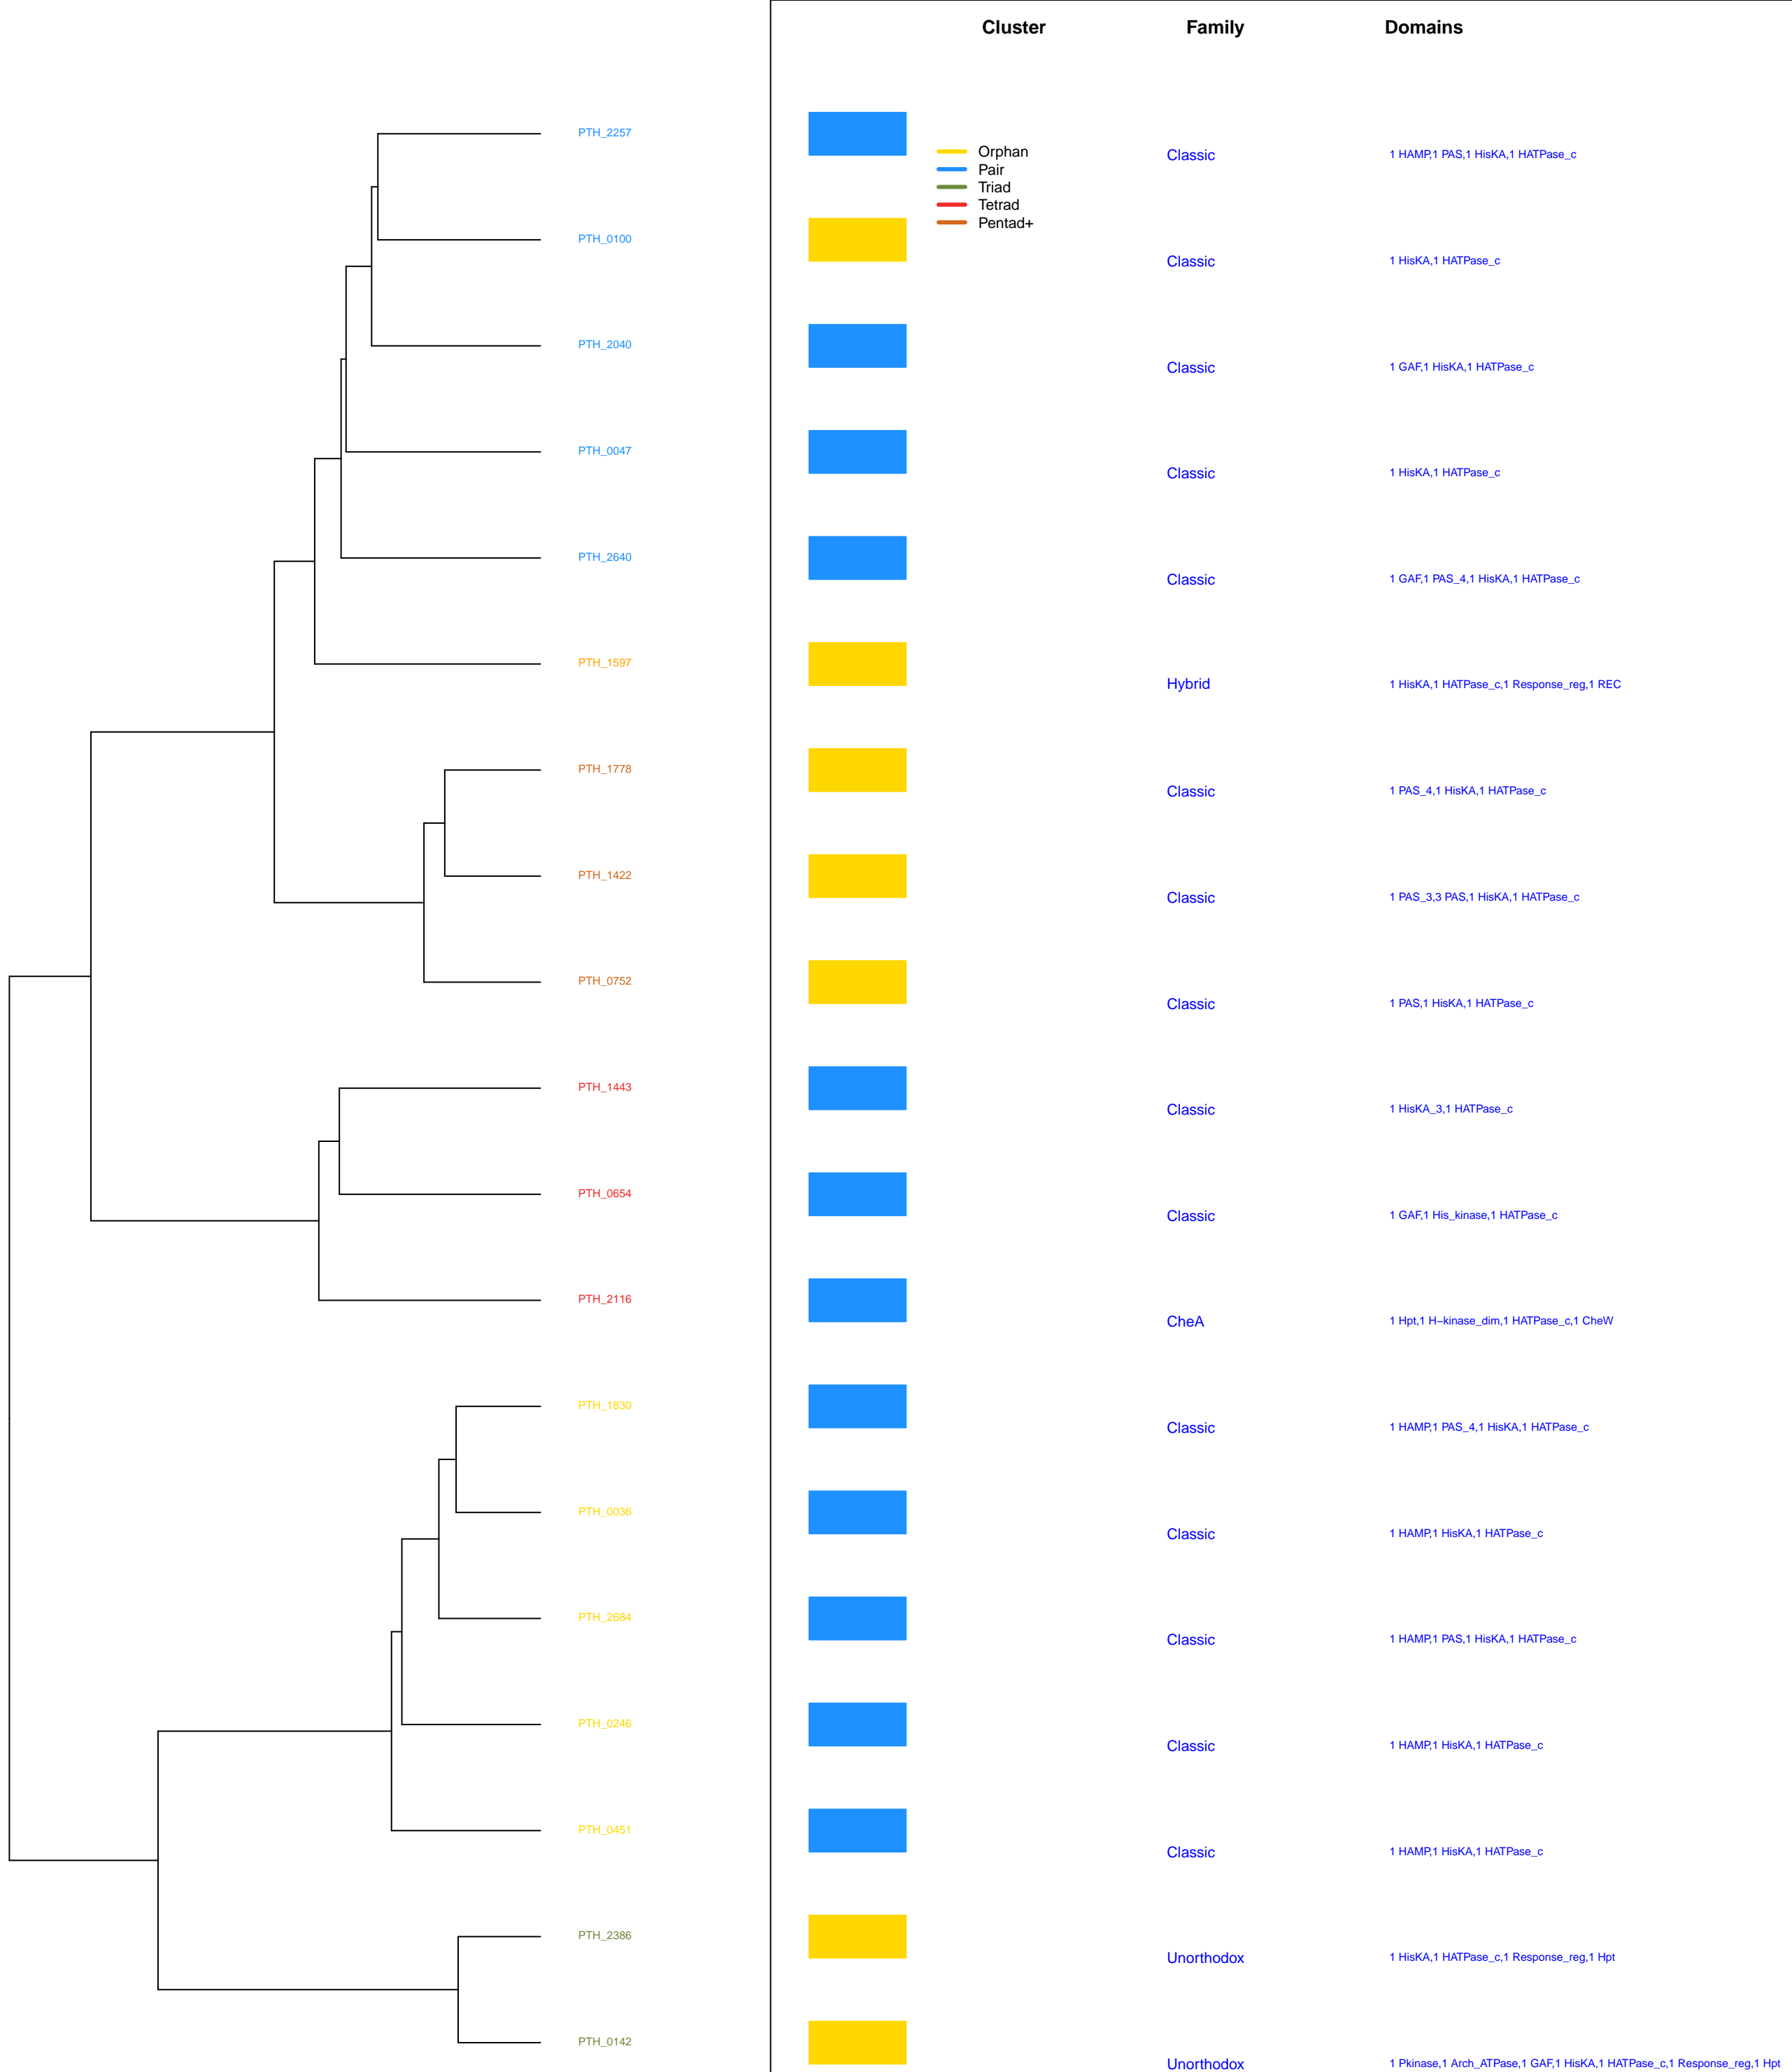 Cluster Family Domains
PTH_2257
Orphan
Pair
Triad
Tetrad
Pentad+
Classic 1 HAMP,1 PAS,1 HisKA,1 HATPase_c
PTH_0100
Classic 1 HisKA,1 HATPase_c
PTH_2040
Classic 1 GAF,1 HisKA,1 HATPase_c
PTH_0047
Classic 1 HisKA,1 HATPase_c
PTH_2640
Classic 1 GAF,1 PAS_4,1 HisKA,1 HATPase_c
PTH_1597
Hybrid 1 HisKA,1 HATPase_c,1 Response_reg,1 REC
PTH_1778
Classic 1 PAS_4,1 HisKA,1 HATPase_c
PTH_1422
Classic 1 PAS_3,3 PAS,1 HisKA,1 HATPase_c
PTH_0752
Classic 1 PAS,1 HisKA,1 HATPase_c
PTH_1443
Classic 1 HisKA_3,1 HATPase_c
PTH_0654
Classic 1 GAF,1 His_kinase,1 HATPase_c
PTH_2116
CheA 1 Hpt,1 H−kinase_dim,1 HATPase_c,1 CheW
PTH_1830
Classic 1 HAMP,1 PAS_4,1 HisKA,1 HATPase_c
PTH_0036
Classic 1 HAMP,1 HisKA,1 HATPase_c
PTH_2684
Classic 1 HAMP,1 PAS,1 HisKA,1 HATPase_c
PTH_0246
Classic 1 HAMP,1 HisKA,1 HATPase_c
PTH_0451
Classic 1 HAMP,1 HisKA,1 HATPase_c
PTH_2386
Unorthodox 1 HisKA,1 HATPase_c,1 Response_reg,1 Hpt
PTH_0142
Unorthodox 1 Pkinase,1 Arch_ATPase,1 GAF,1 HisKA,1 HATPase_c,1 Response_reg,1 Hpt